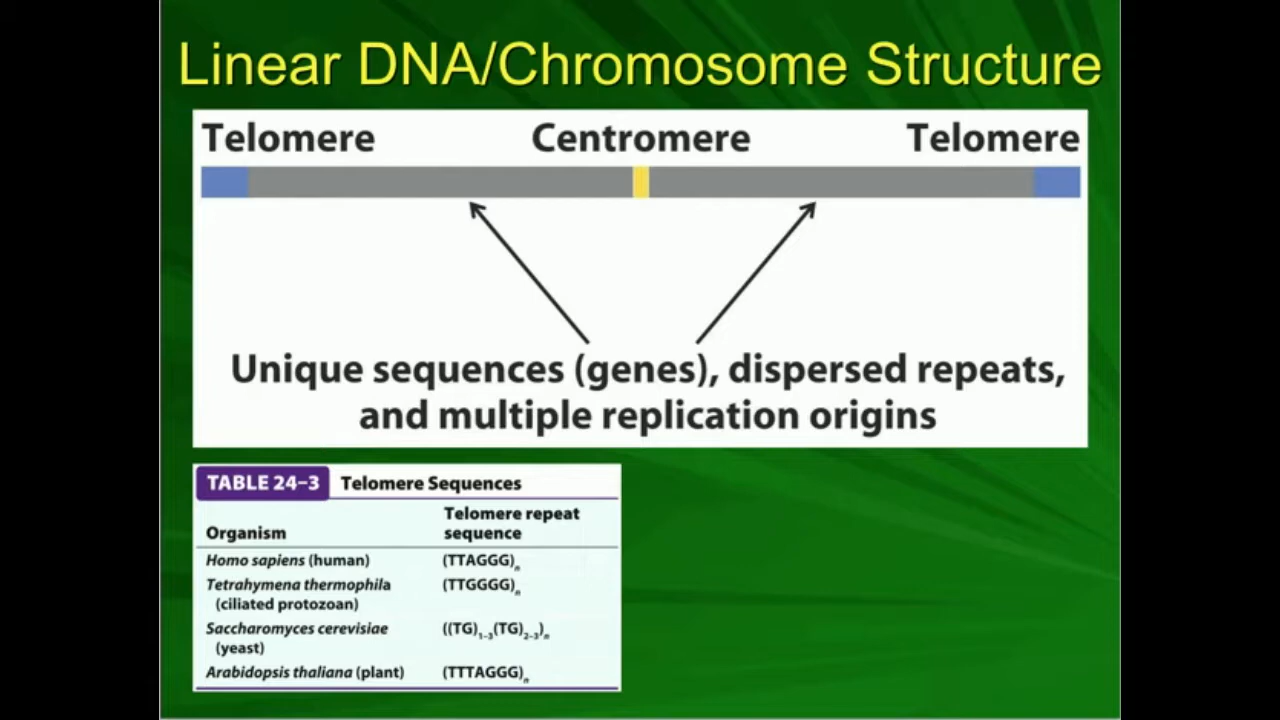 Linear DNA/Chromosome Structure
Telomere Centromere Telomere
Unique sequences (genes), dispersed repeats,
and multiple replication origins
TABLE 24–3 Telomere Sequences
Telomere repeat
Organism sequence
Homo sapiens (human) (TTAGGG)n
Tetrahymena thermophila (TTGGGG)n
(ciliated protozoan)
Saccharomyces cerevisiae ((TG)1–3(TG)2–3)n
(yeast)
Arabidopsis thaliana (plant) (TTTAGGG)n